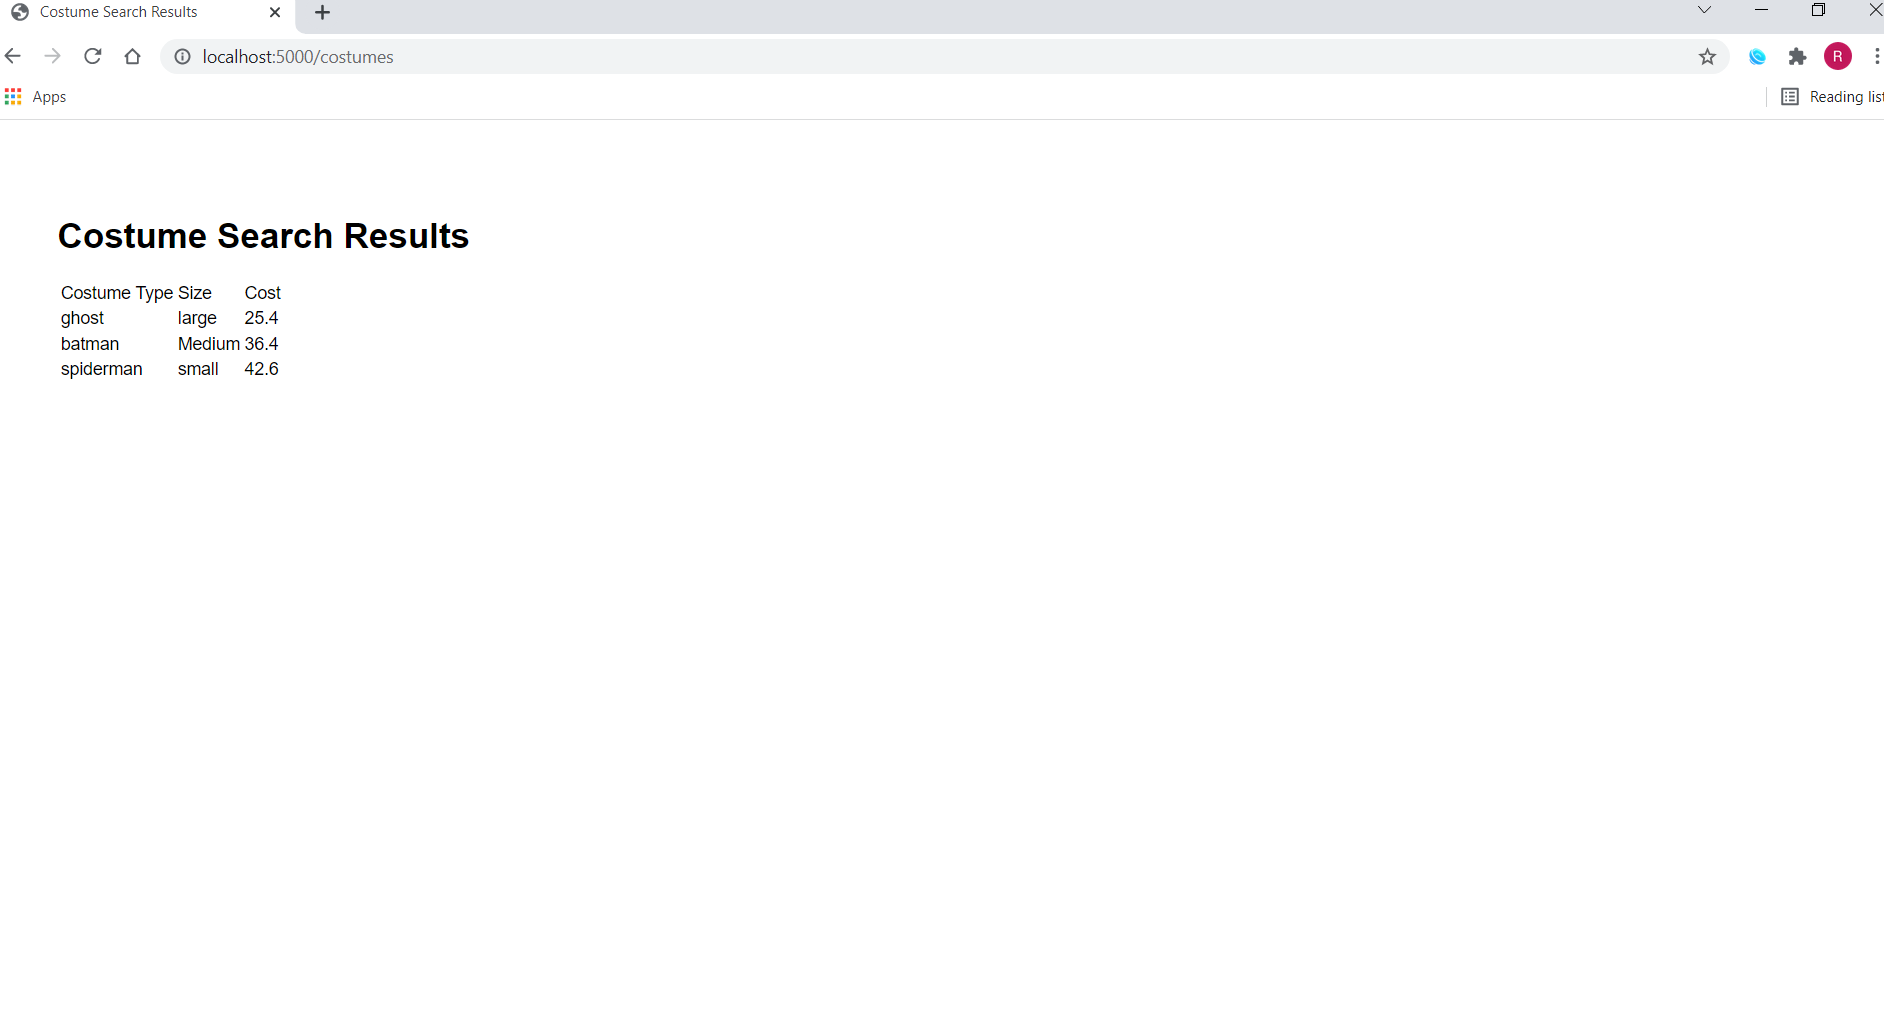 Costume Search Results
localhost:5000/costumes
R
Apps
Reading list
Costume Search Results
Costume Type Size Cost
ghost large 25.4
batman Medium 36.4
spiderman small 42.6